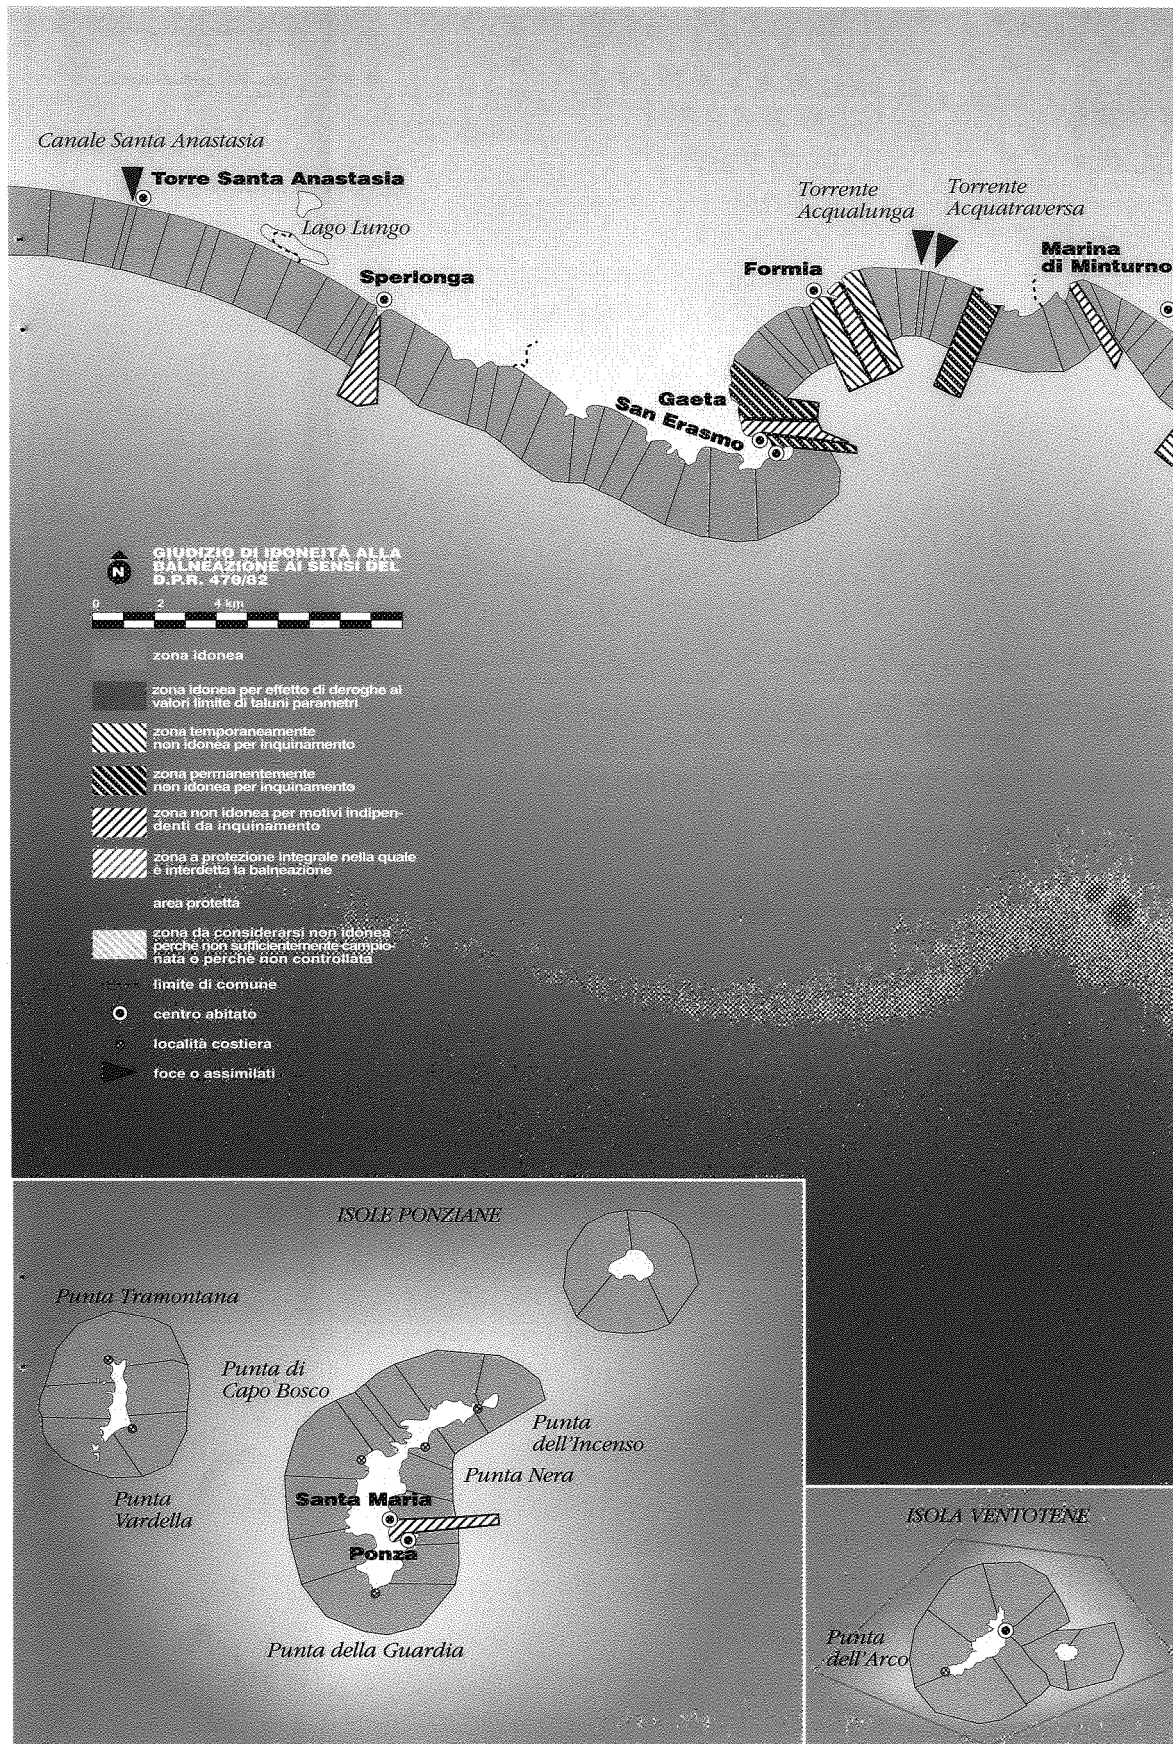 Canale Santa Anastasia
Torre Santa Anastasia
Lago Lungo
Sperlonga
Torrente
Acqualunga
Torrente
Acquatraversa
Formia
Marina
di Minturno
Gaeta
San Erasmo
GIUDIZIO DI IDONEITÀ ALLA
BALNEAZIONE AI SENSI DEL
D.P.R. 470/82
N
0 2 4 km
zona idonea
zona idonea per effetto di deroghe ai
valori limite di taluni parametri
zona temporaneamente
non idonea per inquinamento
zona permanentemente
non idonea per inquinamento
zona non idonea per motivi indipen-
denti da inquinamento
zona a protezione integrale nella quale
è interdetta la balneazione
area protetta
zona da considerarsi non idonea
perché non sufficientemente campio-
nata o perché non controllata
limite di comune
centro abitato
località costiera
foce o assimilati
ISOLE PONZIANE
Punta Tramontana
Punta di
Capo Bosco
Punta
dell'Incenso
Punta Nera
Punta
Vardella
Santa Maria
Ponza
Punta della Guardia
ISOLA VENTOTENE
Punta
dell'Arco